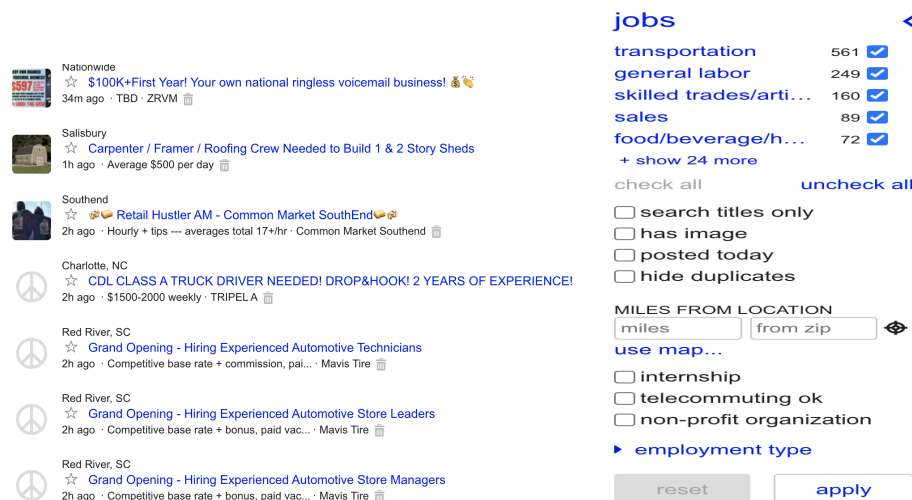 Nationwide
☆ $100K+First Year! Your own national ringless voicemail business! 💰👏
34m ago · TBD · ZRVM
Salisbury
☆ Carpenter / Framer / Roofing Crew Needed to Build 1 & 2 Story Sheds
1h ago · Average $500 per day
Southend
☆ Retail Hustler AM - Common Market SouthEnd
2h ago · Hourly + tips --- averages total 17+/hr · Common Market Southend
Charlotte, NC
☆ CDL CLASS A TRUCK DRIVER NEEDED! DROP&HOOK! 2 YEARS OF EXPERIENCE!
2h ago · $1500-2000 weekly · TRIPEL A
Red River, SC
☆ Grand Opening - Hiring Experienced Automotive Technicians
2h ago · Competitive base rate + commission, pai... · Mavis Tire
Red River, SC
☆ Grand Opening - Hiring Experienced Automotive Store Leaders
2h ago · Competitive base rate + bonus, paid vac... · Mavis Tire
Red River, SC
☆ Grand Opening - Hiring Experienced Automotive Store Managers
2h ago · Competitive base rate + bonus, paid vac... · Mavis Tire
jobs
transportation 561
general labor 249
skilled trades/arti... 160
sales 89
food/beverage/h... 72
+ show 24 more
check all uncheck all
search titles only
has image
posted today
hide duplicates
MILES FROM LOCATION
miles from zip
use map...
internship
telecommuting ok
non-profit organization
employment type
reset apply
$597